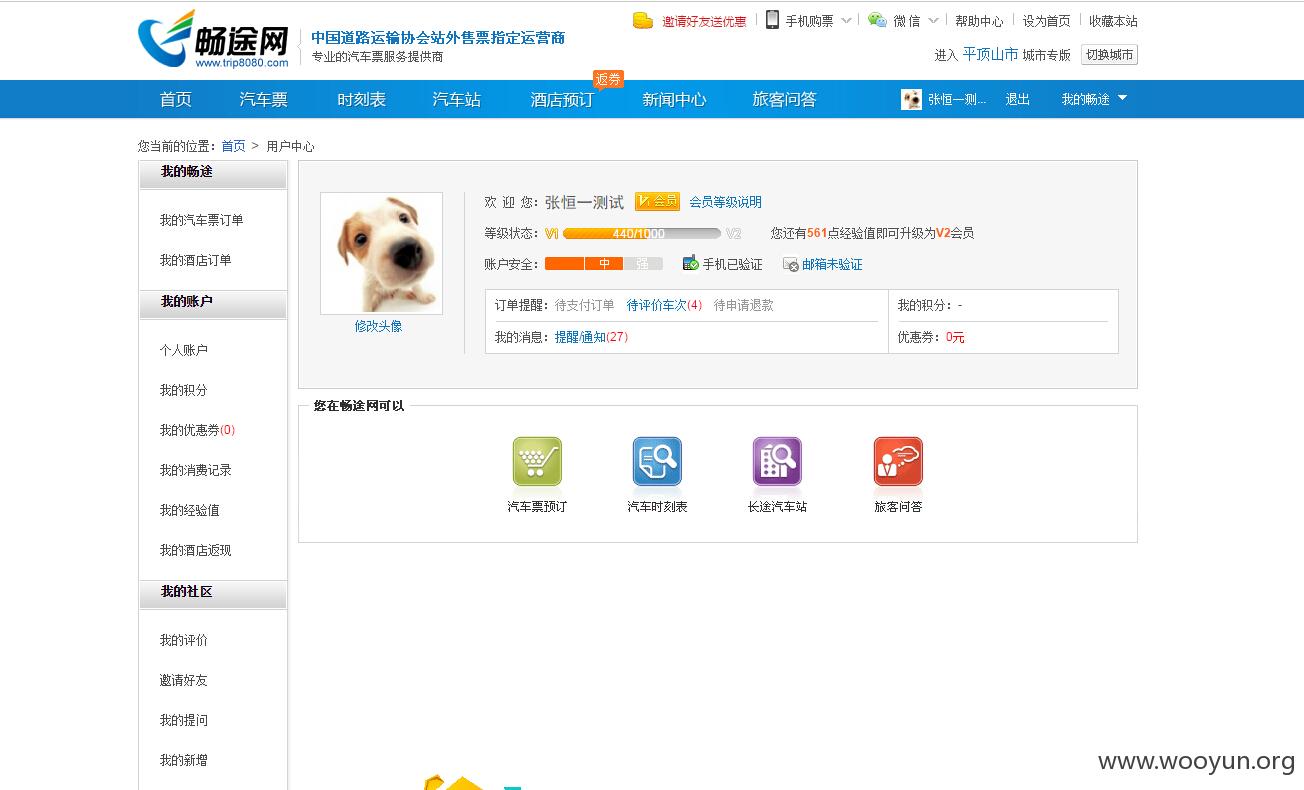 畅途网
www.trip8080.com
中国道路运输协会站外售票指定运营商
专业的汽车票服务提供商
邀请好友送优惠 手机购票 微信 帮助中心 设为首页 收藏本站
进入 平顶山市 城市专版 切换城市
返券
首页 汽车票 时刻表 汽车站 酒店预订 新闻中心 旅客问答 张恒一测... 退出 我的畅途
您当前的位置：首页 > 用户中心
我的畅途
我的汽车票订单
我的酒店订单
我的账户
个人账户
我的积分
我的优惠券(0)
我的消费记录
我的经验值
我的酒店返现
我的社区
我的评价
邀请好友
我的提问
我的新增
修改头像
欢 迎 您：张恒一测试 V1会员 会员等级说明
等级状态：V1 440/1000 V2 您还有561点经验值即可升级为V2会员
账户安全：中 强 手机已验证 邮箱未验证
订单提醒：待支付订单 待评价车次(4) 待申请退款
我的消息：提醒/通知(27)
我的积分：-
优惠券：0元
您在畅途网可以
汽车票预订 汽车时刻表 长途汽车站 旅客问答
www.wooyun.org